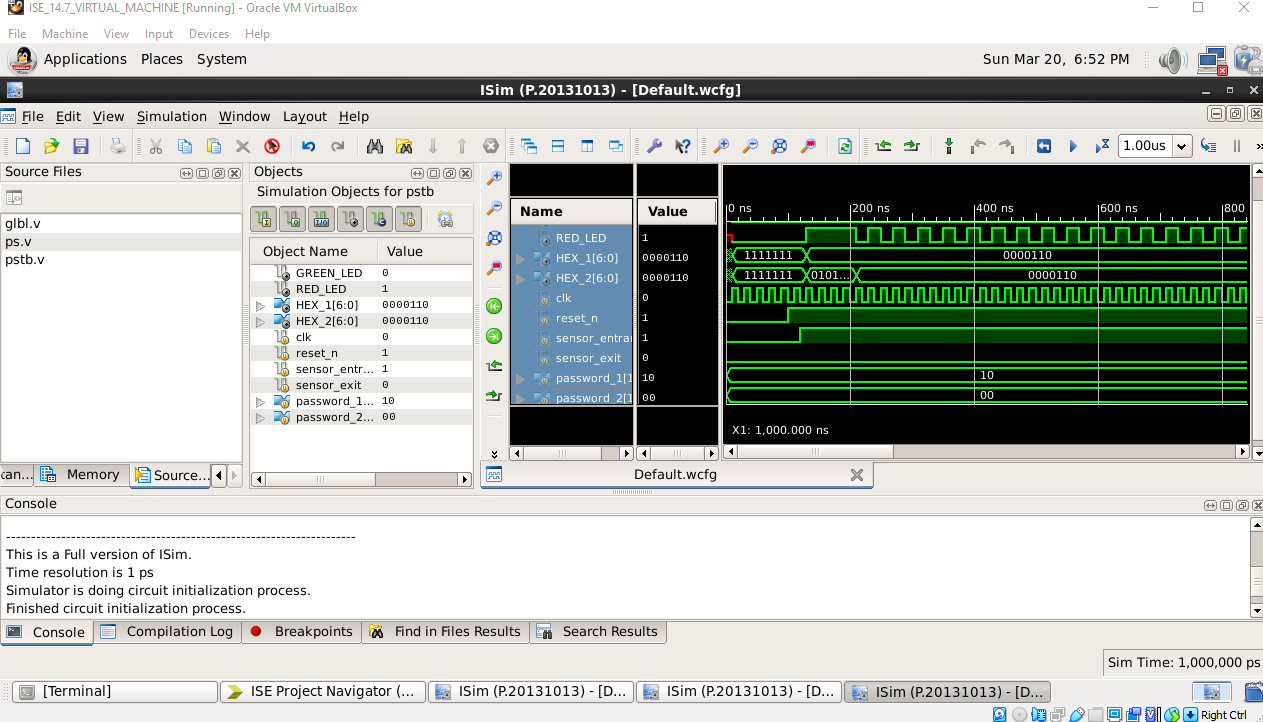 ISE_14.7_VIRTUAL_MACHINE [Running] - Oracle VM VirtualBox
File Machine View Input Devices Help
Applications Places System Sun Mar 20, 6:52 PM
ISim (P.20131013) - [Default.wcfg]
File Edit View Simulation Window Layout Help
1.00us
Source Files
glbl.v
ps.v
pstb.v
can... Memory Source...
Objects
Simulation Objects for pstb
Object Name Value
GREEN_LED 0
RED_LED 1
HEX_1[6:0] 0000110
HEX_2[6:0] 0000110
clk 0
reset_n 1
sensor_entr... 1
sensor_exit 0
password_1... 10
password_2... 00
Name Value
RED_LED 1
HEX_1[6:0] 0000110
HEX_2[6:0] 0000110
clk 0
reset_n 1
sensor_entra 1
sensor_exit 0
password_1[1 10
password_2[1 00
0 ns 200 ns 400 ns 600 ns 800
1111111 0000110
1111111 0101... 0000110
10
00
X1: 1,000.000 ns
Default.wcfg
Console
This is a Full version of ISim.
Time resolution is 1 ps
Simulator is doing circuit initialization process.
Finished circuit initialization process.
Console Compilation Log Breakpoints Find in Files Results Search Results
Sim Time: 1,000,000 ps
[Terminal] ISE Project Navigator (... ISim (P.20131013) - [D... ISim (P.20131013) - [D... ISim (P.20131013) - [D...
Right Ctrl